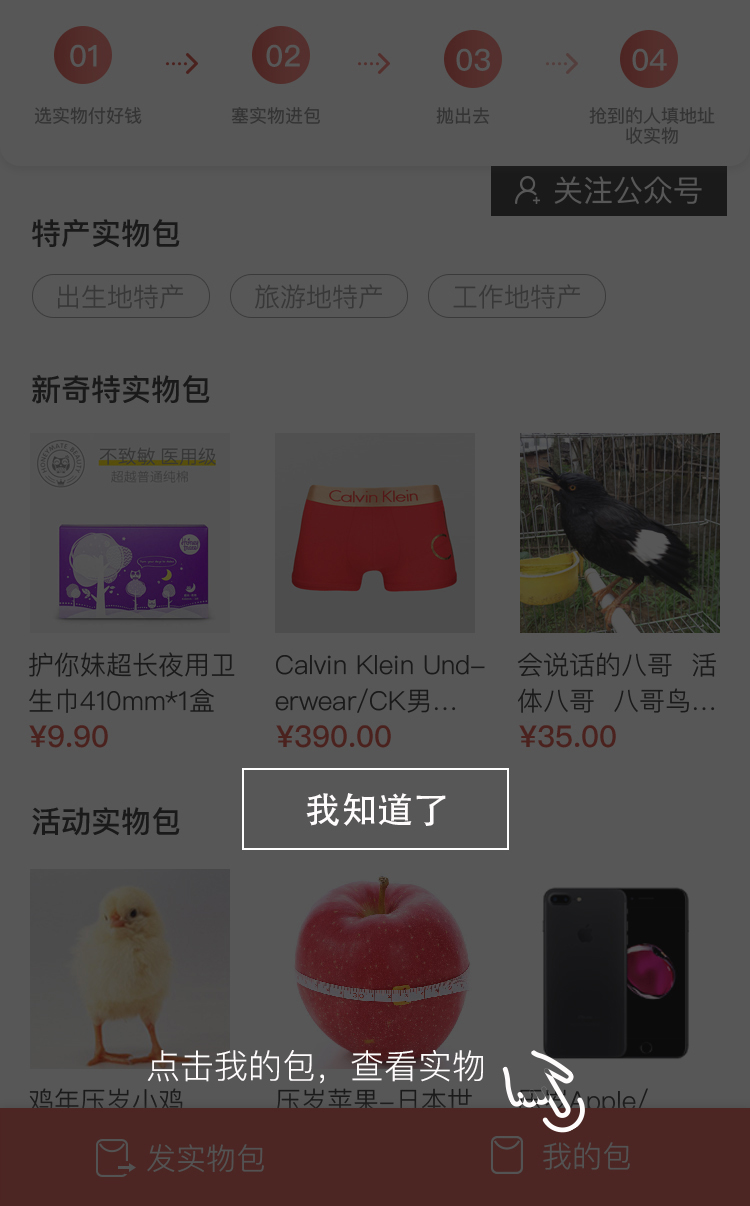 01
02
03
04
选实物付好钱
塞实物进包
抛出去
抢到的人填地址
收实物
关注公众号
特产实物包
出生地特产
旅游地特产
工作地特产
新奇特实物包
不致敏 医用级
超越普通纯棉
Calvin Klein
护你妹超长夜用卫
生巾410mm*1盒
¥9.90
Calvin Klein Und-
erwear/CK男...
¥390.00
会说话的八哥 活
体八哥 八哥鸟...
¥35.00
我知道了
活动实物包
点击我的包，查看实物
鸡年压岁小鸡
压岁苹果-日本世
Apple/
发实物包
我的包